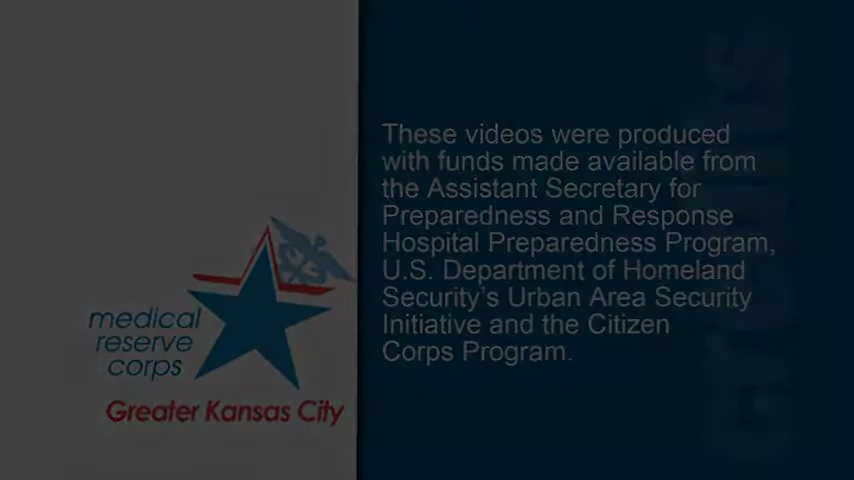 medical
reserve
corps
Greater Kansas City
These videos were produced
with funds made available from
the Assistant Secretary for
Preparedness and Response
Hospital Preparedness Program,
U.S. Department of Homeland
Security's Urban Area Security
Initiative and the Citizen
Corps Program.
credits